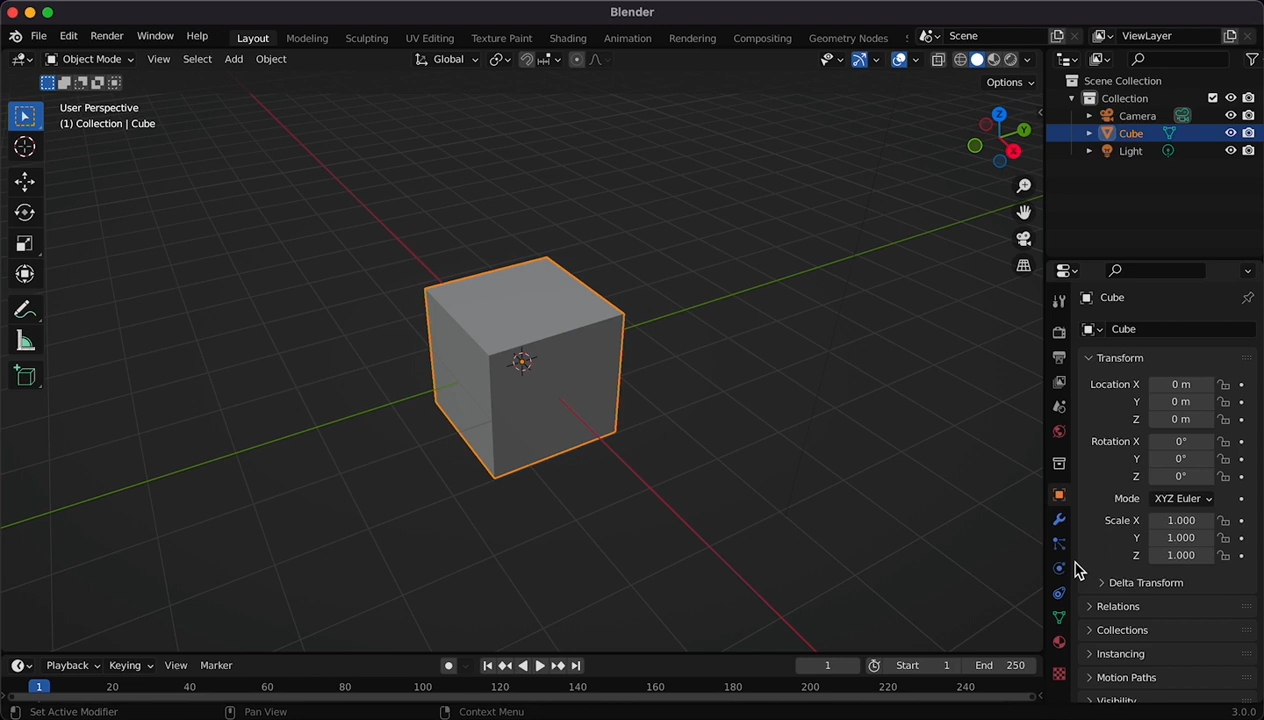 Blender
File Edit Render Window Help Layout Modeling Sculpting UV Editing Texture Paint Shading Animation Rendering Compositing Geometry Nodes Scene ViewLayer
Object Mode View Select Add Object Global
Options
User Perspective
(1) Collection | Cube
Z
Y
X
Scene Collection
Collection
Camera
Cube
Light
Cube
Cube
Transform
Location X 0 m
Y 0 m
Z 0 m
Rotation X 0°
Y 0°
Z 0°
Mode XYZ Euler
Scale X 1.000
Y 1.000
Z 1.000
Delta Transform
Relations
Collections
Instancing
Motion Paths
Visibility
Playback Keying View Marker 1 Start 1 End 250
1 20 40 60 80 100 120 140 160 180 200 220 240
Set Active Modifier Pan View Context Menu 3.0.0